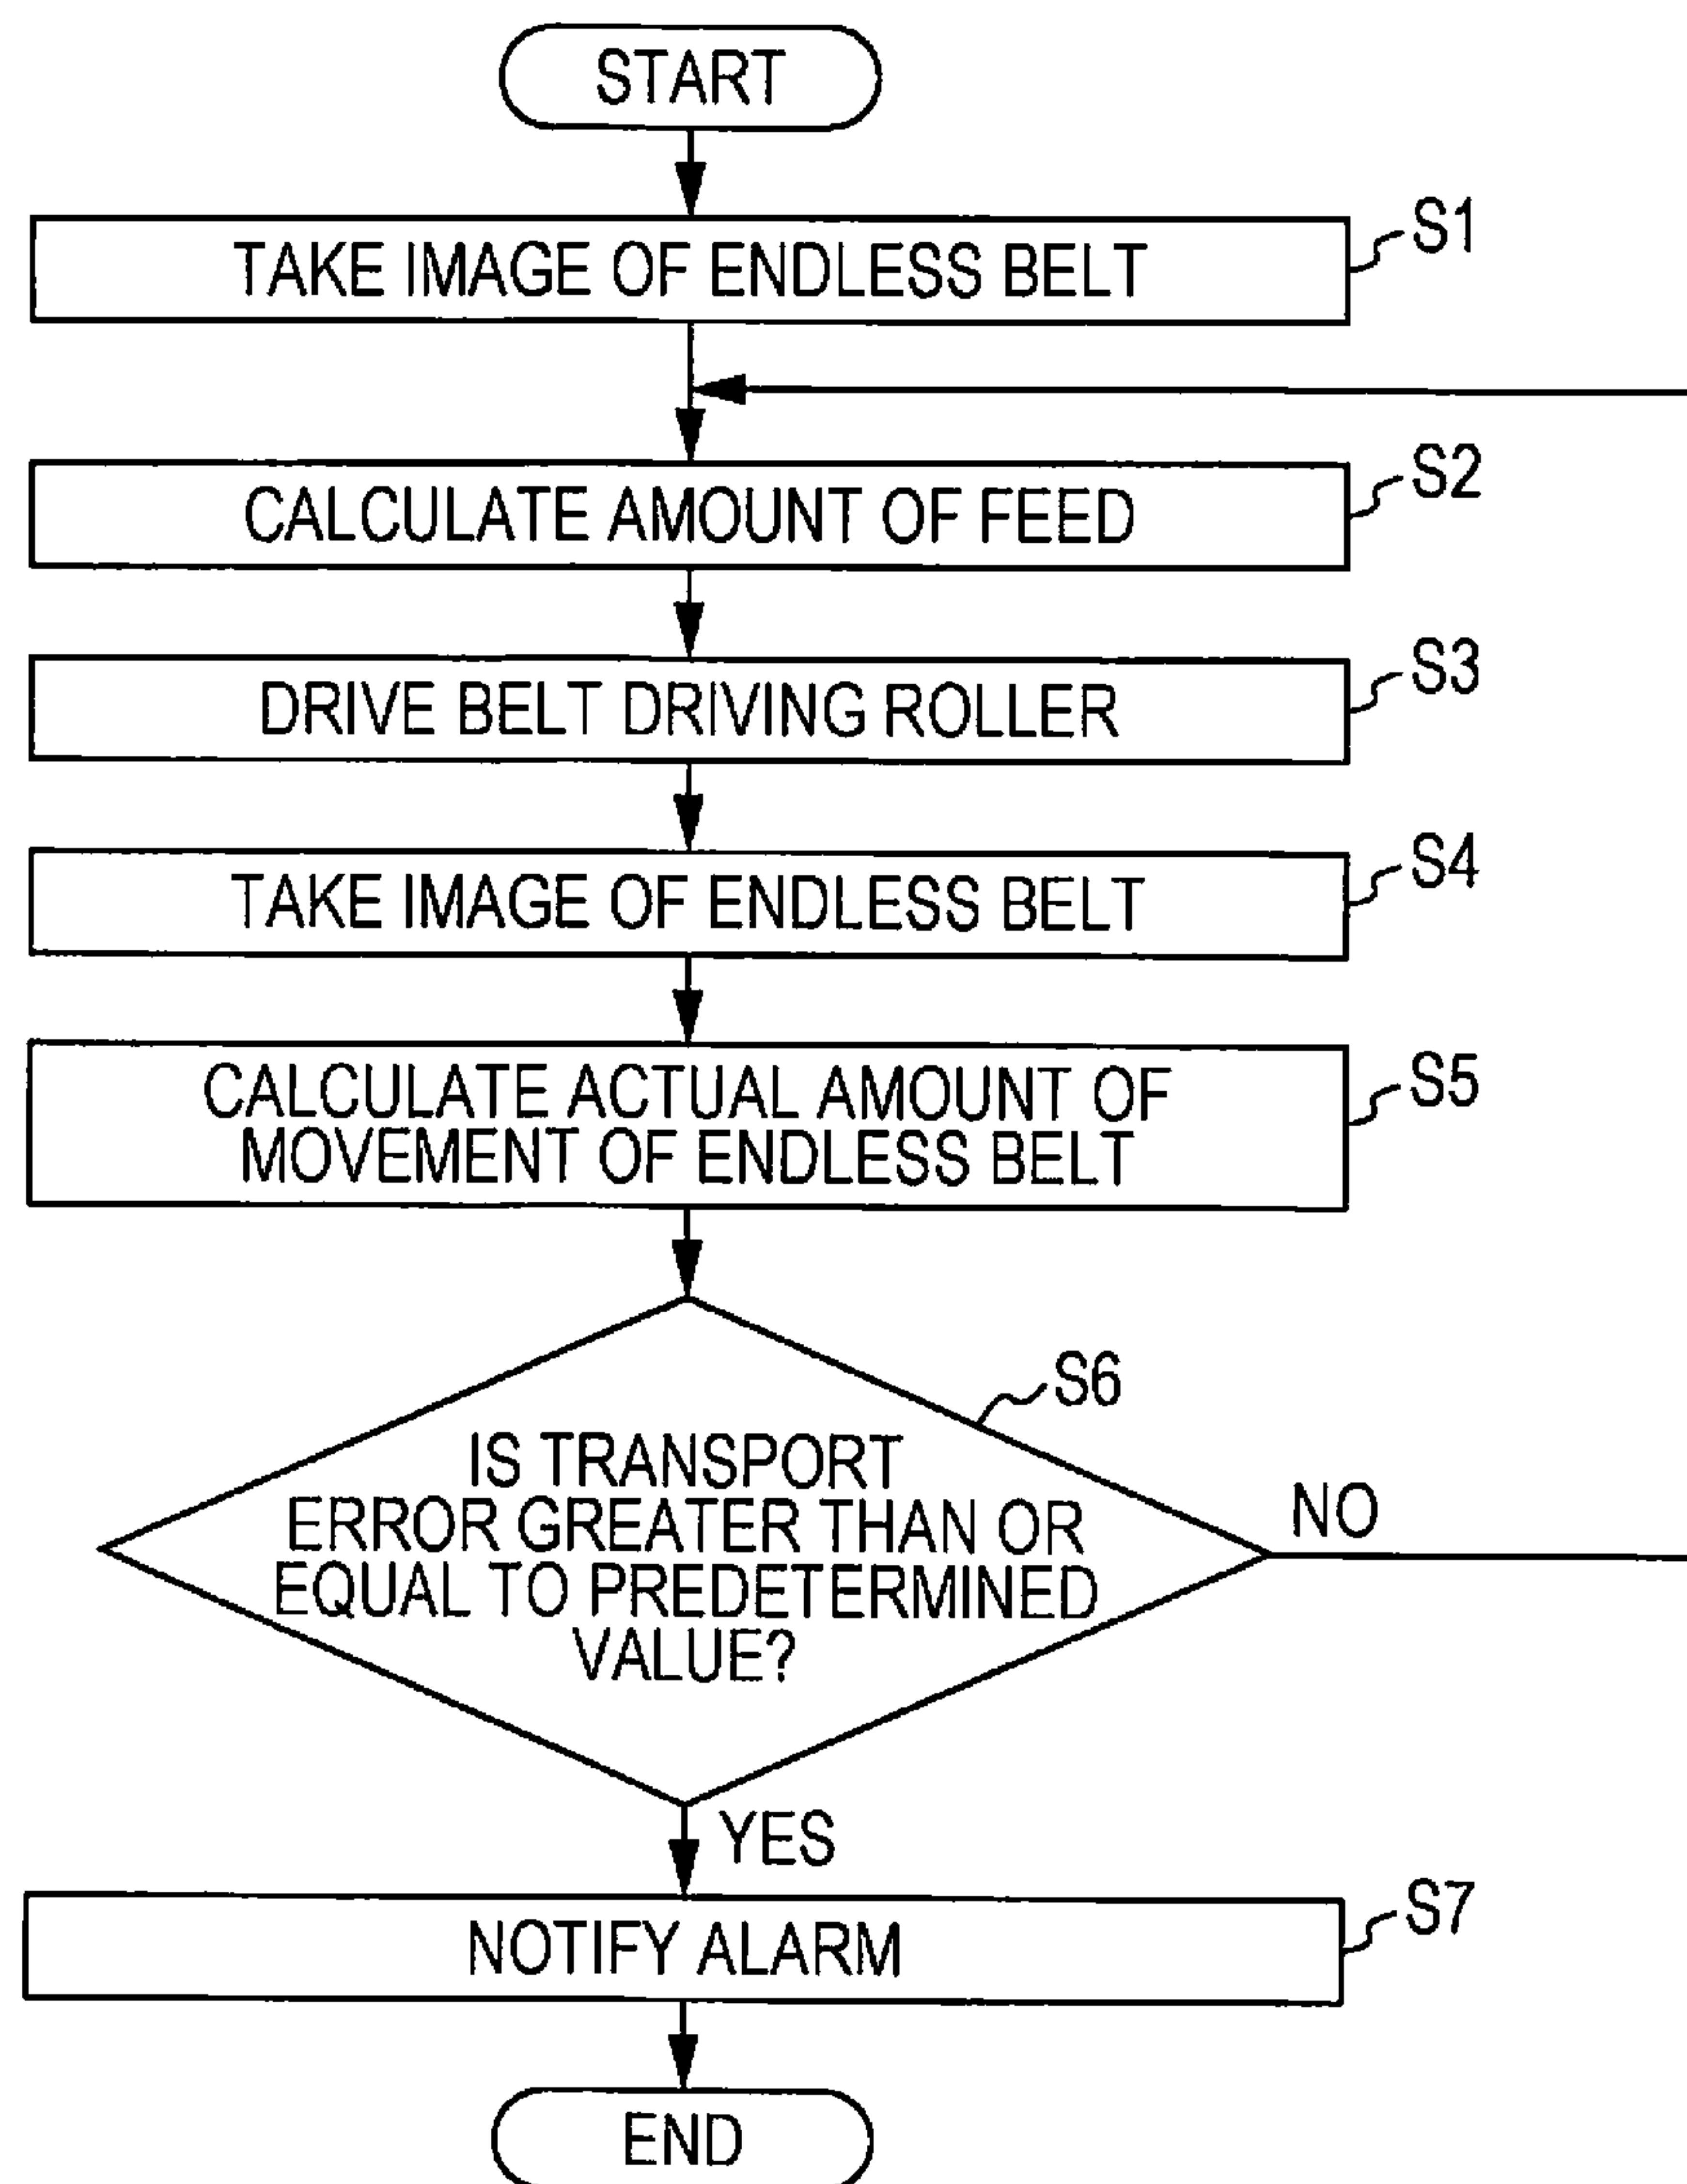 START
TAKE IMAGE OF ENDLESS BELT
S1
CALCULATE AMOUNT OF FEED
S2
DRIVE BELT DRIVING ROLLER
S3
TAKE IMAGE OF ENDLESS BELT
S4
CALCULATE ACTUAL AMOUNT OF
MOVEMENT OF ENDLESS BELT
S5
S6
IS TRANSPORT
ERROR GREATER THAN OR
EQUAL TO PREDETERMINED
VALUE?
NO
YES
NOTIFY ALARM
S7
END